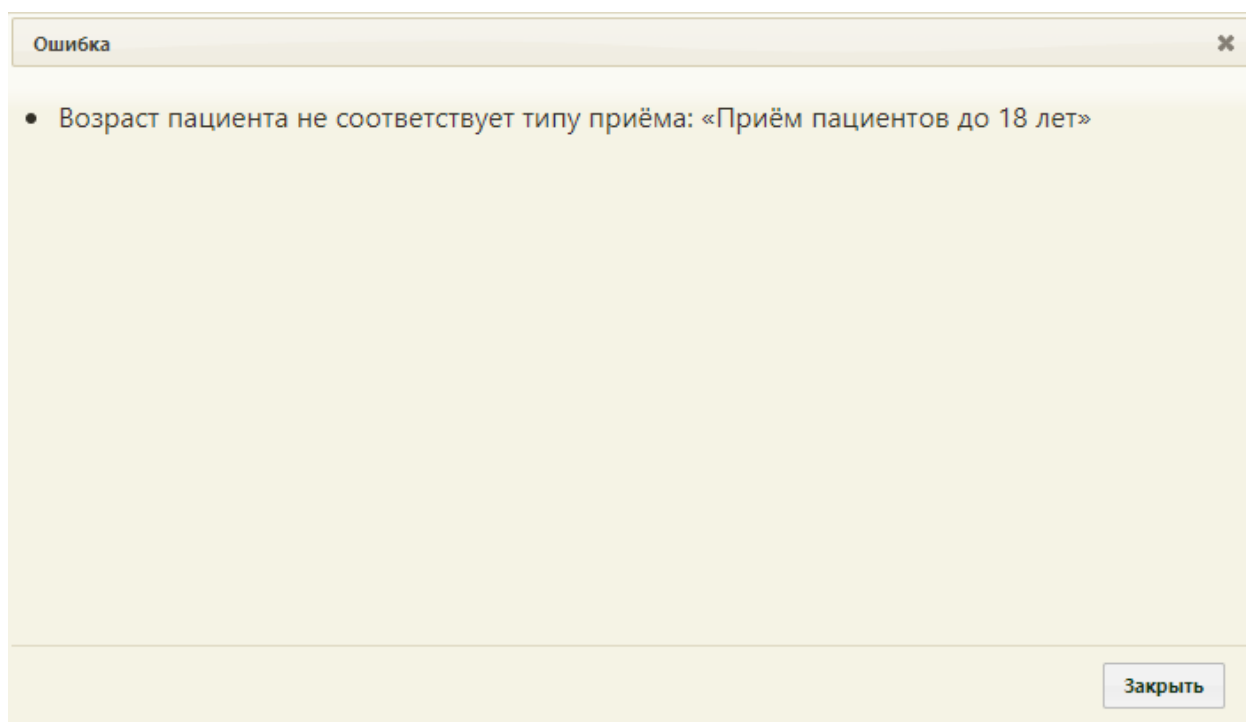 Ошибка
• Возраст пациента не соответствует типу приёма: «Приём пациентов до 18 лет»
Закрыть